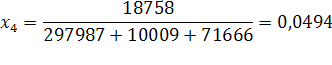 x₄ = 18758 / (297987 + 10009 + 71666) = 0,0494